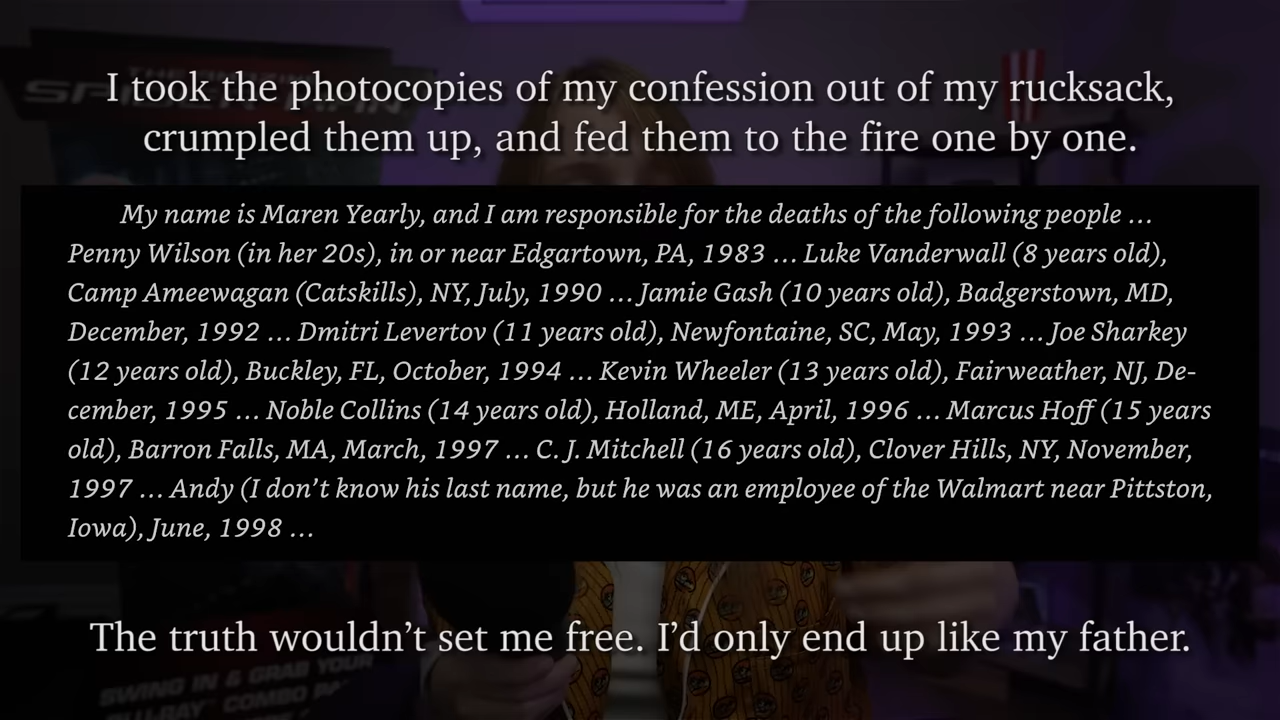 I took the photocopies of my confession out of my rucksack,
crumpled them up, and fed them to the fire one by one.
My name is Maren Yearly, and I am responsible for the deaths of the following people ...
Penny Wilson (in her 20s), in or near Edgartown, PA, 1983 ... Luke Vanderwall (8 years old),
Camp Ameewagan (Catskills), NY, July, 1990 ... Jamie Gash (10 years old), Badgerstown, MD,
December, 1992 ... Dmitri Levertov (11 years old), Newfontaine, SC, May, 1993 ... Joe Sharkey
(12 years old), Buckley, FL, October, 1994 ... Kevin Wheeler (13 years old), Fairweather, NJ, De-
cember, 1995 ... Noble Collins (14 years old), Holland, ME, April, 1996 ... Marcus Hoff (15 years
old), Barron Falls, MA, March, 1997 ... C. J. Mitchell (16 years old), Clover Hills, NY, November,
1997 ... Andy (I don't know his last name, but he was an employee of the Walmart near Pittston,
Iowa), June, 1998 ...
The truth wouldn't set me free. I'd only end up like my father.
SWING IN & GRAB YOUR
BLU-RAY COMBO